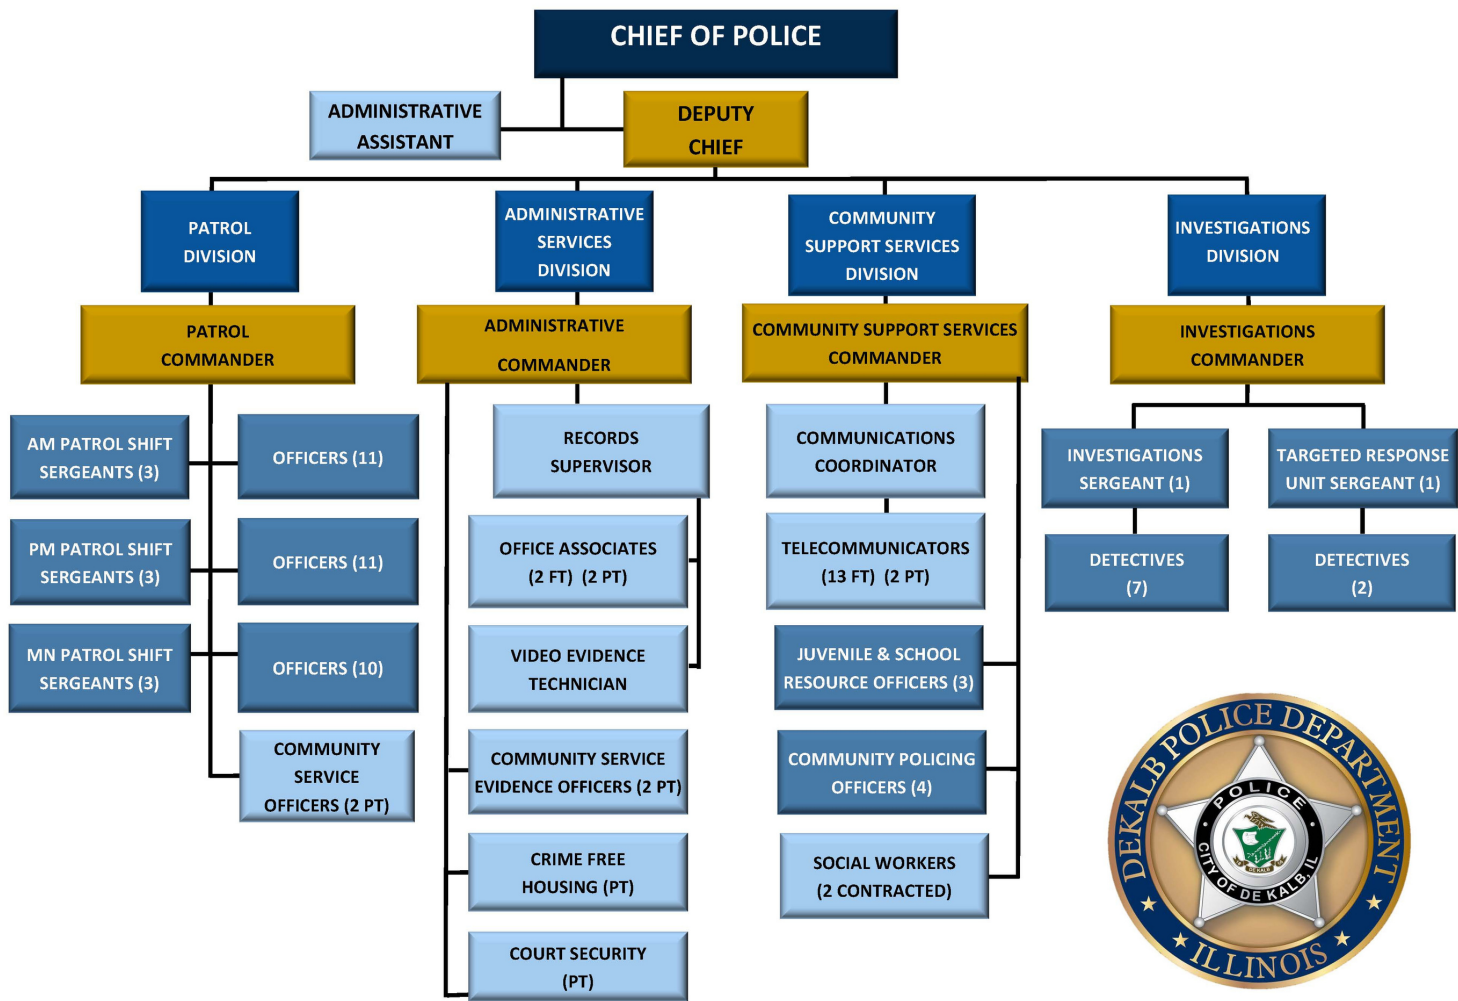 CHIEF OF POLICE
ADMINISTRATIVE
ASSISTANT
DEPUTY
CHIEF
PATROL
DIVISION
ADMINISTRATIVE
SERVICES
DIVISION
COMMUNITY
SUPPORT SERVICES
DIVISION
INVESTIGATIONS
DIVISION
PATROL
COMMANDER
ADMINISTRATIVE
COMMANDER
COMMUNITY SUPPORT SERVICES
COMMANDER
INVESTIGATIONS
COMMANDER
AM PATROL SHIFT
SERGEANTS (3)
OFFICERS (11)
PM PATROL SHIFT
SERGEANTS (3)
OFFICERS (11)
MN PATROL SHIFT
SERGEANTS (3)
OFFICERS (10)
COMMUNITY
SERVICE
OFFICERS (2 PT)
RECORDS
SUPERVISOR
OFFICE ASSOCIATES
(2 FT) (2 PT)
VIDEO EVIDENCE
TECHNICIAN
COMMUNITY SERVICE
EVIDENCE OFFICERS (2 PT)
CRIME FREE
HOUSING (PT)
COURT SECURITY
(PT)
COMMUNICATIONS
COORDINATOR
TELECOMMUNICATORS
(13 FT) (2 PT)
JUVENILE & SCHOOL
RESOURCE OFFICERS (3)
COMMUNITY POLICING
OFFICERS (4)
SOCIAL WORKERS
(2 CONTRACTED)
INVESTIGATIONS
SERGEANT (1)
DETECTIVES
(7)
TARGETED RESPONSE
UNIT SERGEANT (1)
DETECTIVES
(2)
DEKALB POLICE DEPARTMENT
POLICE
DE KALB
CITY OF DE KALB, IL
ILLINOIS